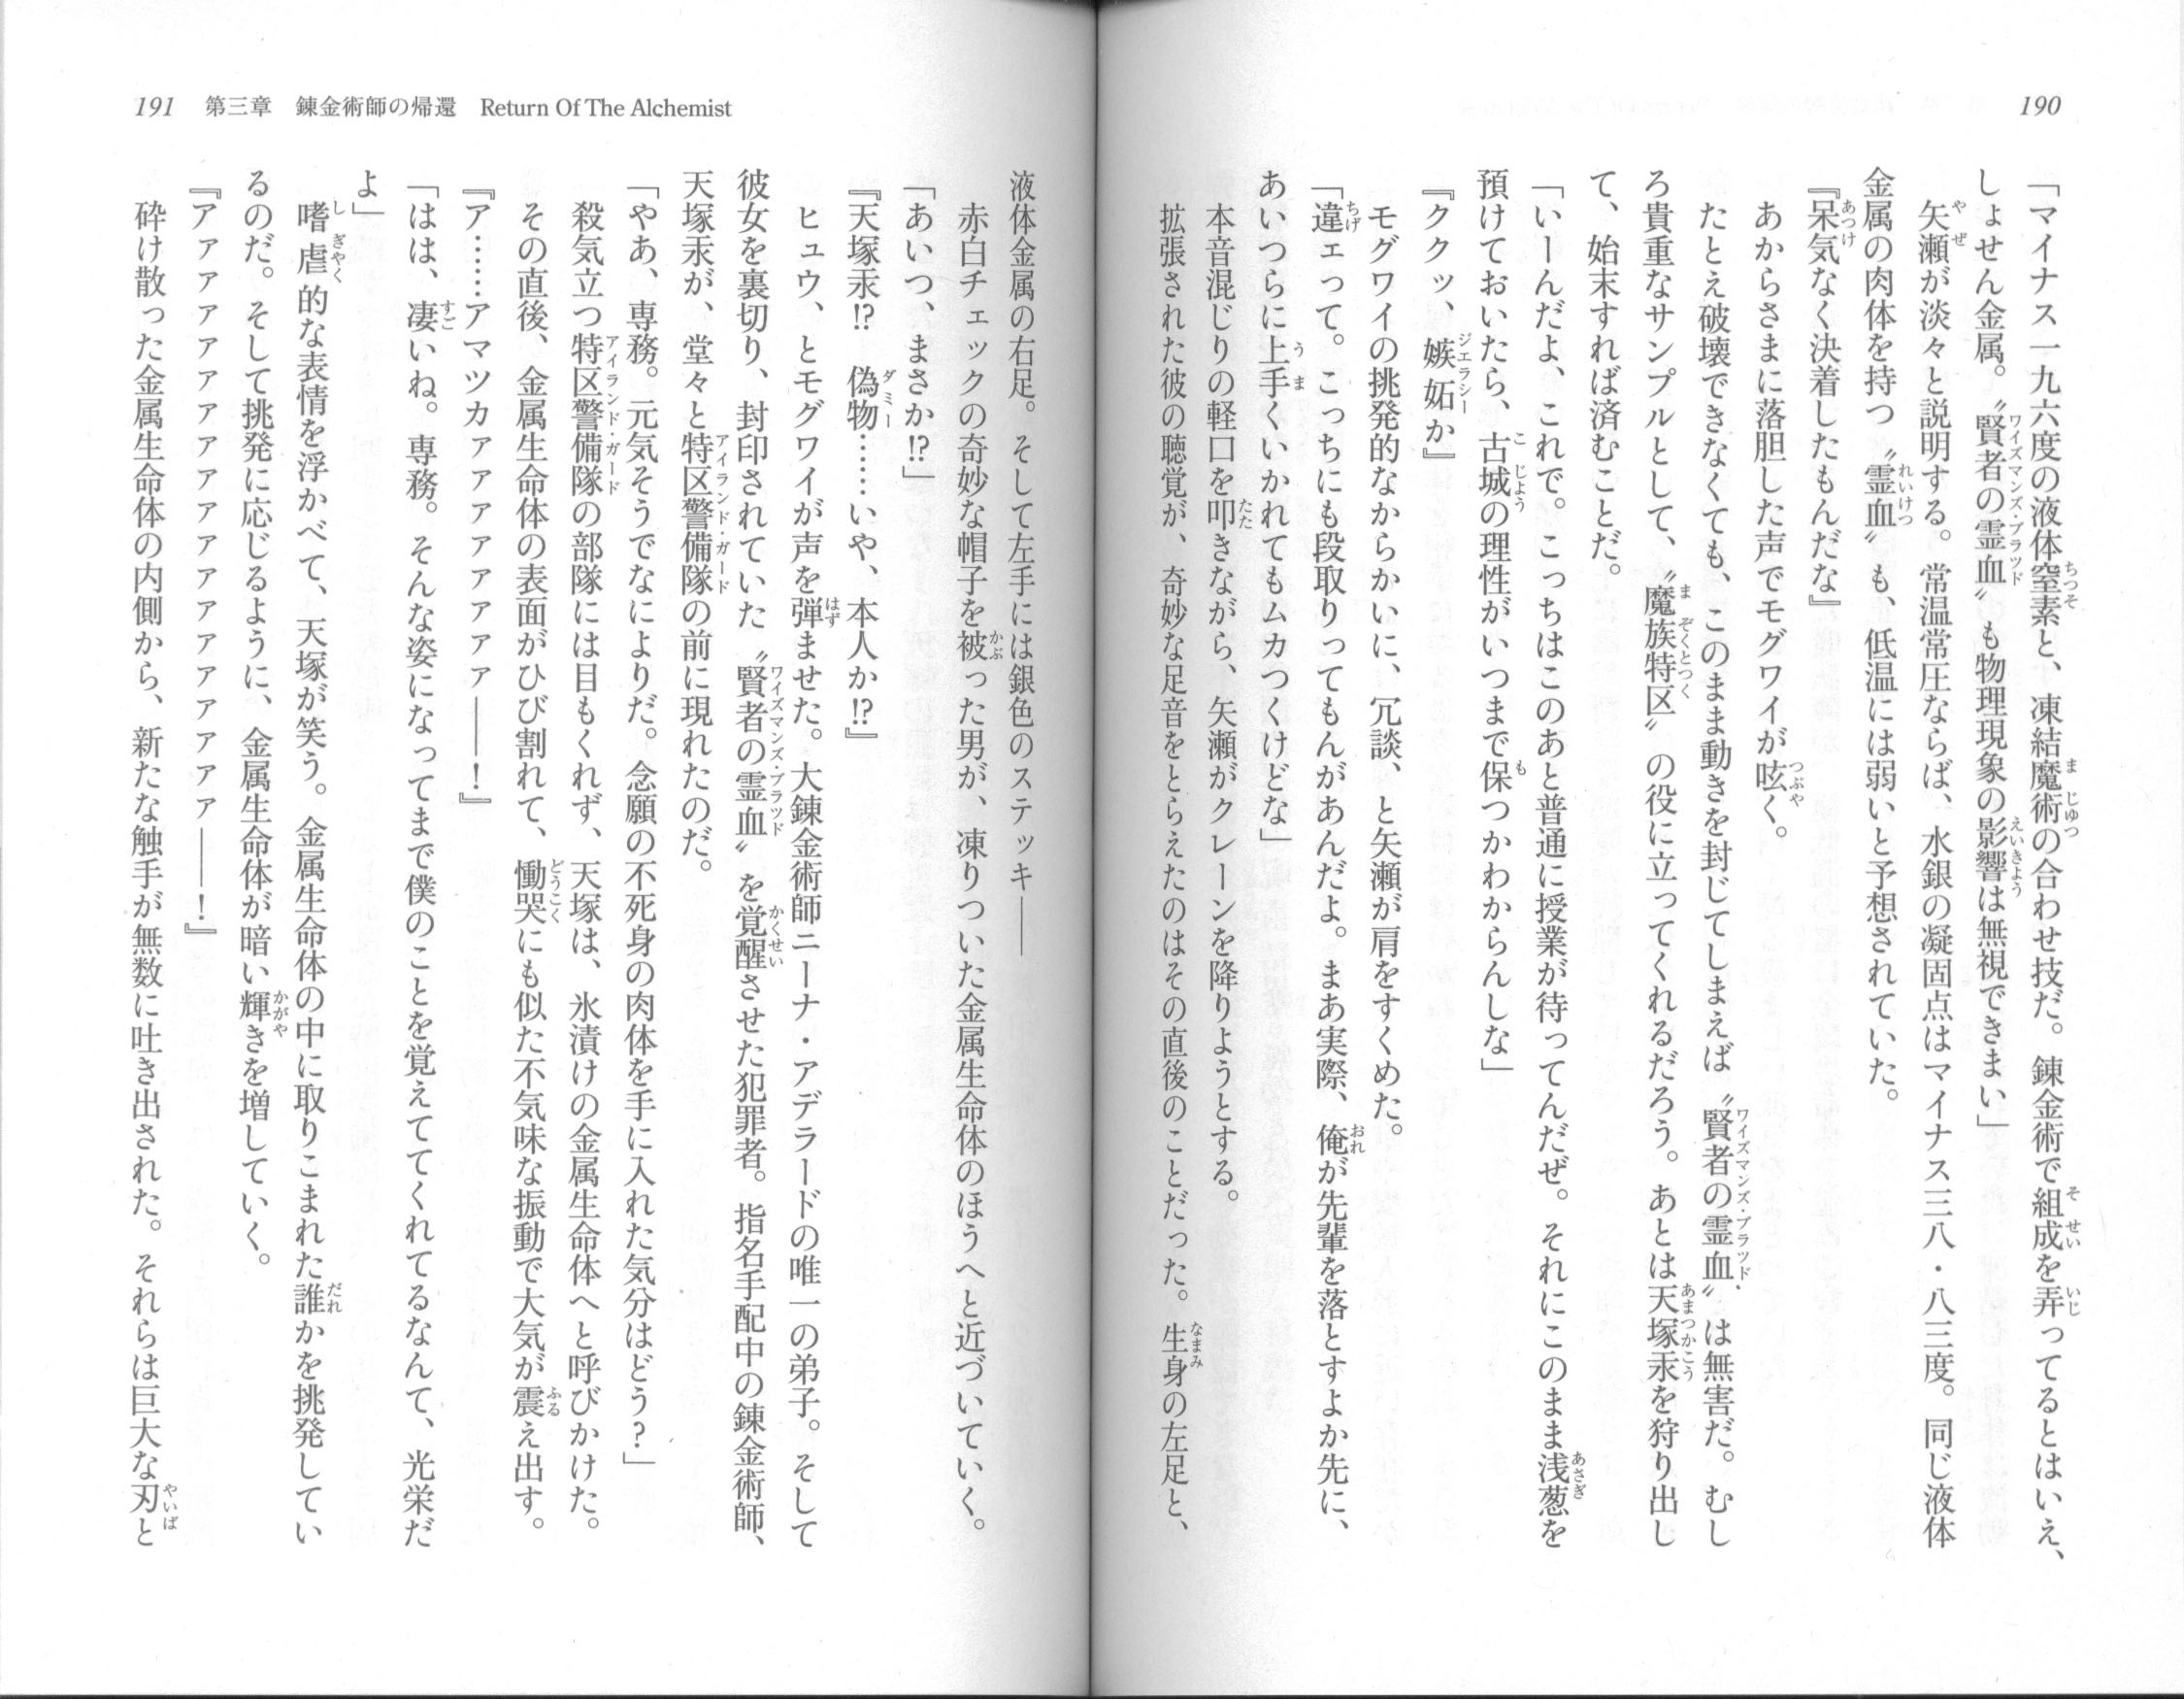 190
「マイナス一九六度の液体窒素と、凍結魔術の合わせ技だ。錬金術で組成を弄ってるとはいえ、
しょせん金属。〝賢者の霊血〟も物理現象の影響は無視できまい」
矢瀬が淡々と説明する。常温常圧ならば、水銀の凝固点はマイナス三八・八三度。同じ液体
金属の肉体を持つ〝霊血〟も、低温には弱いと予想されていた。
『呆気なく決着したもんだな』
あからさまに落胆した声でモグワイが呟く。
たとえ破壊できなくても、このまま動きを封じてしまえば〝賢者の霊血〟は無害だ。むし
ろ貴重なサンプルとして、〝魔族特区〟の役に立ってくれるだろう。あとは天塚汞を狩り出し
て、始末すれば済むことだ。
「いーんだよ、これで。こっちはこのあと普通に授業が待ってんだぜ。それにこのまま浅葱を
預けておいたら、古城の理性がいつまで保つかわからんしな」
『ククッ、嫉妬か』
モグワイの挑発的なからかいに、冗談、と矢瀬が肩をすくめた。
「違ェって。こっちにも段取りってもんがあんだよ。まあ実際、俺が先輩を落とすよか先に、
あいつらに上手くいかれてもムカつくけどな」
本音混じりの軽口を叩きながら、矢瀬がクレーンを降りようとする。
拡張された彼の聴覚が、奇妙な足音をとらえたのはその直後のことだった。生身の左足と、
191 第三章 錬金術師の帰還 Return Of The Alchemist
液体金属の右足。そして左手には銀色のステッキ――
赤白チェックの奇妙な帽子を被った男が、凍りついた金属生命体のほうへと近づいていく。
「あいつ、まさか!?」
『天塚汞!? 偽物……いや、本人か!?』
ヒュウ、とモグワイが声を弾ませた。大錬金術師ニーナ・アデラードの唯一の弟子。そして
彼女を裏切り、封印されていた〝賢者の霊血〟を覚醒させた犯罪者。指名手配中の錬金術師、
天塚汞が、堂々と特区警備隊の前に現れたのだ。
「やあ、専務。元気そうでなによりだ。念願の不死身の肉体を手に入れた気分はどう?」
殺気立つ特区警備隊の部隊には目もくれず、天塚は、氷漬けの金属生命体へと呼びかけた。
その直後、金属生命体の表面がひび割れて、慟哭にも似た不気味な振動で大気が震え出す。
『ア……アマツカァァァァァァァァ――!』
「はは、凄いね。専務。そんな姿になってまで僕のことを覚えててくれてるなんて、光栄だ
よ」
嗜虐的な表情を浮かべて、天塚が笑う。金属生命体の中に取りこまれた誰かを挑発してい
るのだ。そして挑発に応じるように、金属生命体が暗い輝きを増していく。
『アァァァァァァァァァァァァァァァァァァ――!』
砕け散った金属生命体の内側から、新たな触手が無数に吐き出された。それらは巨大な刃と